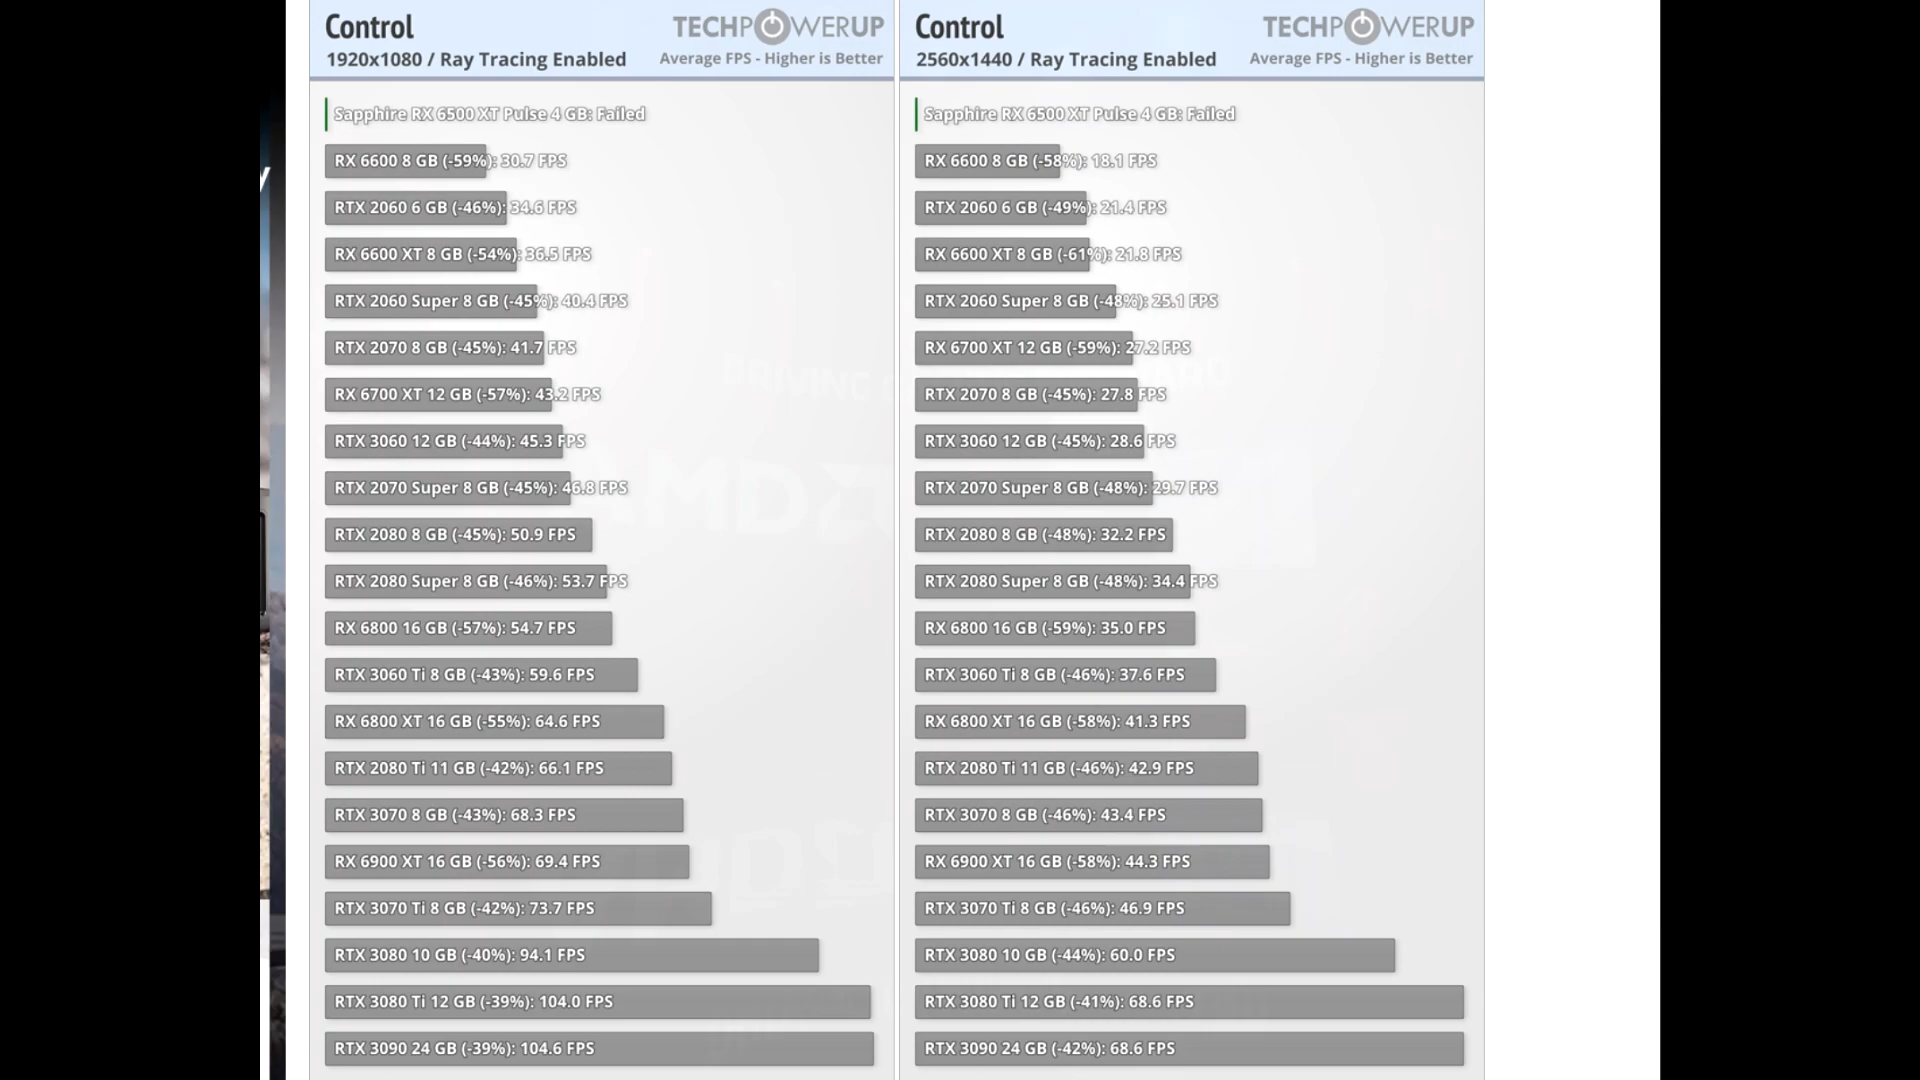 Control
TECHPOWERUP
1920x1080 / Ray Tracing Enabled
Average FPS - Higher is Better
Sapphire RX 6500 XT Pulse 4 GB: Failed
RX 6600 8 GB (-59%): 30.7 FPS
RTX 2060 6 GB (-46%): 34.6 FPS
RX 6600 XT 8 GB (-54%): 36.5 FPS
RTX 2060 Super 8 GB (-45%): 40.4 FPS
RTX 2070 8 GB (-45%): 41.7 FPS
RX 6700 XT 12 GB (-57%): 43.2 FPS
RTX 3060 12 GB (-44%): 45.3 FPS
RTX 2070 Super 8 GB (-45%): 46.8 FPS
RTX 2080 8 GB (-45%): 50.9 FPS
RTX 2080 Super 8 GB (-46%): 53.7 FPS
RX 6800 16 GB (-57%): 54.7 FPS
RTX 3060 Ti 8 GB (-43%): 59.6 FPS
RX 6800 XT 16 GB (-55%): 64.6 FPS
RTX 2080 Ti 11 GB (-42%): 66.1 FPS
RTX 3070 8 GB (-43%): 68.3 FPS
RX 6900 XT 16 GB (-56%): 69.4 FPS
RTX 3070 Ti 8 GB (-42%): 73.7 FPS
RTX 3080 10 GB (-40%): 94.1 FPS
RTX 3080 Ti 12 GB (-39%): 104.0 FPS
RTX 3090 24 GB (-39%): 104.6 FPS
Control
TECHPOWERUP
2560x1440 / Ray Tracing Enabled
Average FPS - Higher is Better
Sapphire RX 6500 XT Pulse 4 GB: Failed
RX 6600 8 GB (-58%): 18.1 FPS
RTX 2060 6 GB (-49%): 21.4 FPS
RX 6600 XT 8 GB (-61%): 21.8 FPS
RTX 2060 Super 8 GB (-48%): 25.1 FPS
RX 6700 XT 12 GB (-59%): 27.2 FPS
RTX 2070 8 GB (-45%): 27.8 FPS
RTX 3060 12 GB (-45%): 28.6 FPS
RTX 2070 Super 8 GB (-48%): 29.7 FPS
RTX 2080 8 GB (-48%): 32.2 FPS
RTX 2080 Super 8 GB (-48%): 34.4 FPS
RX 6800 16 GB (-59%): 35.0 FPS
RTX 3060 Ti 8 GB (-46%): 37.6 FPS
RX 6800 XT 16 GB (-58%): 41.3 FPS
RTX 2080 Ti 11 GB (-46%): 42.9 FPS
RTX 3070 8 GB (-46%): 43.4 FPS
RX 6900 XT 16 GB (-58%): 44.3 FPS
RTX 3070 Ti 8 GB (-46%): 46.9 FPS
RTX 3080 10 GB (-44%): 60.0 FPS
RTX 3080 Ti 12 GB (-41%): 68.6 FPS
RTX 3090 24 GB (-42%): 68.6 FPS
DRIVING
AMD